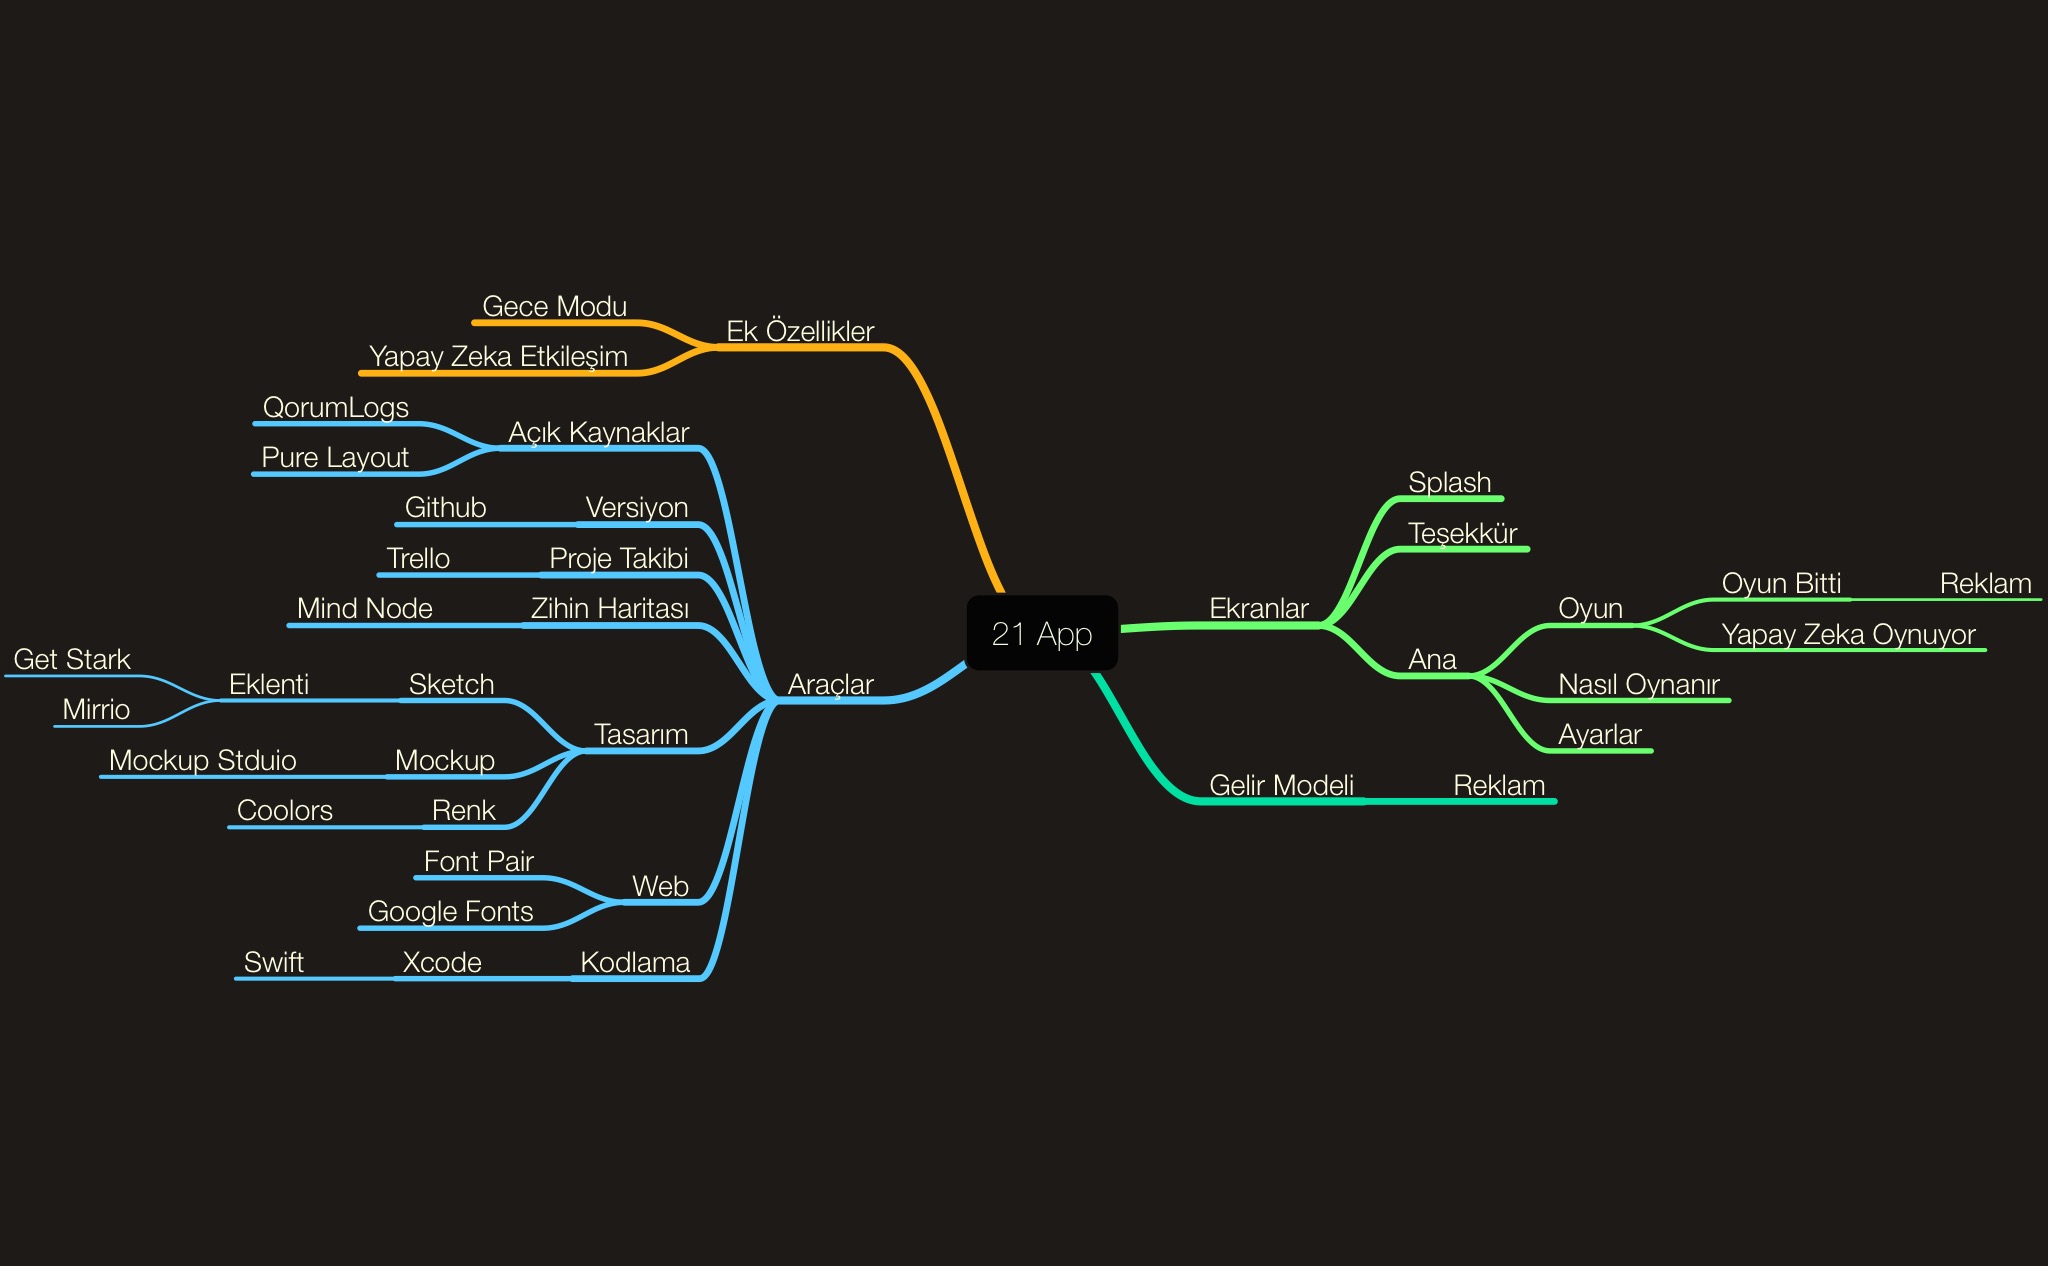 21 App
Ek Özellikler
Gece Modu
Yapay Zeka Etkileşim
Araçlar
Açık Kaynaklar
QorumLogs
Pure Layout
Versiyon
Github
Proje Takibi
Trello
Zihin Haritası
Mind Node
Tasarım
Sketch
Eklenti
Get Stark
Mirrio
Mockup
Mockup Stduio
Renk
Coolors
Web
Font Pair
Google Fonts
Kodlama
Xcode
Swift
Ekranlar
Splash
Teşekkür
Ana
Oyun
Oyun Bitti
Reklam
Yapay Zeka Oynuyor
Nasıl Oynanır
Ayarlar
Gelir Modeli
Reklam